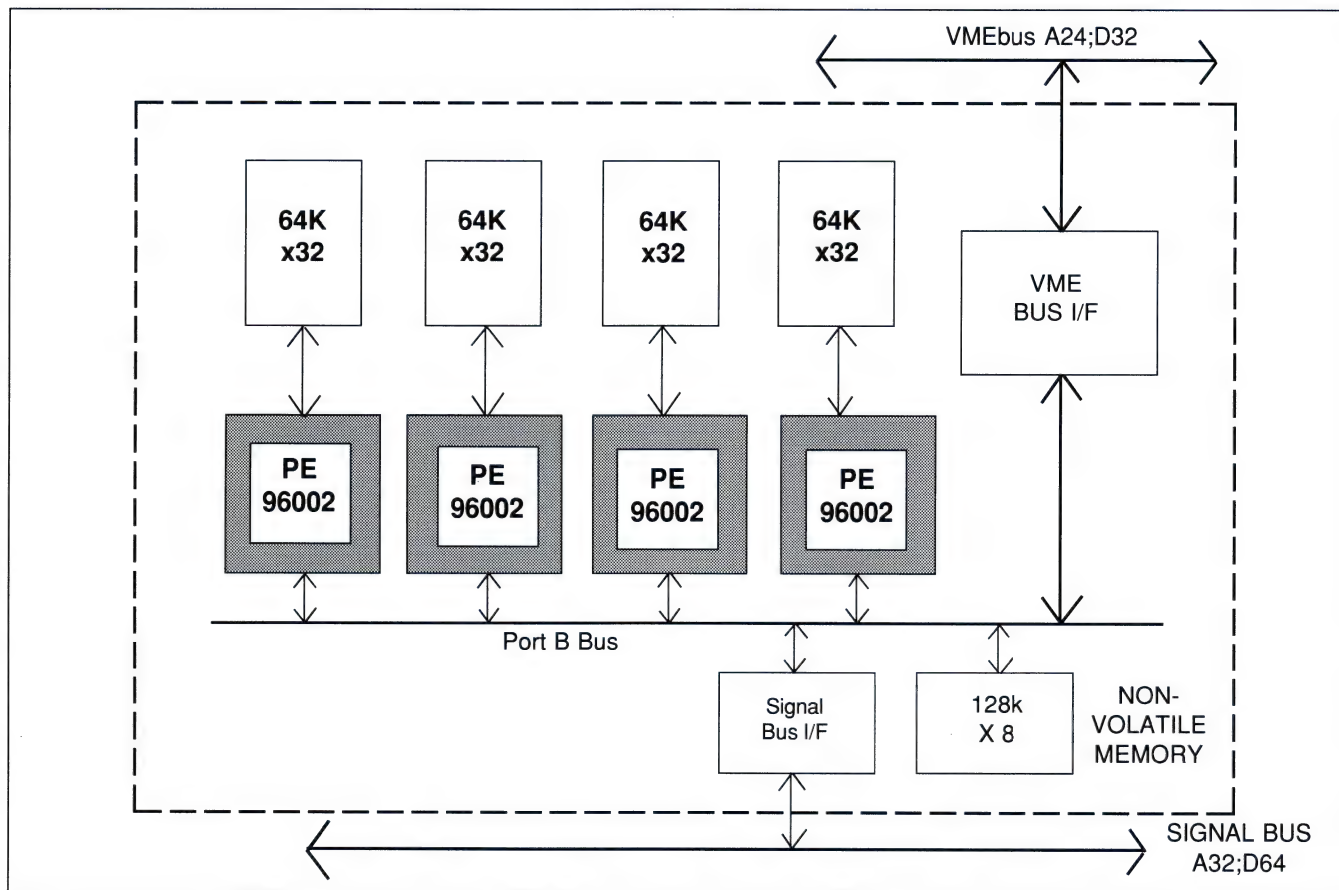 VMEbus A24;D32
64K
x32
64K
x32
64K
x32
64K
x32
VME
BUS I/F
PE
96002
PE
96002
PE
96002
PE
96002
Port B Bus
Signal
Bus I/F
128k
X 8
NON-
VOLATILE
MEMORY
SIGNAL BUS
A32;D64